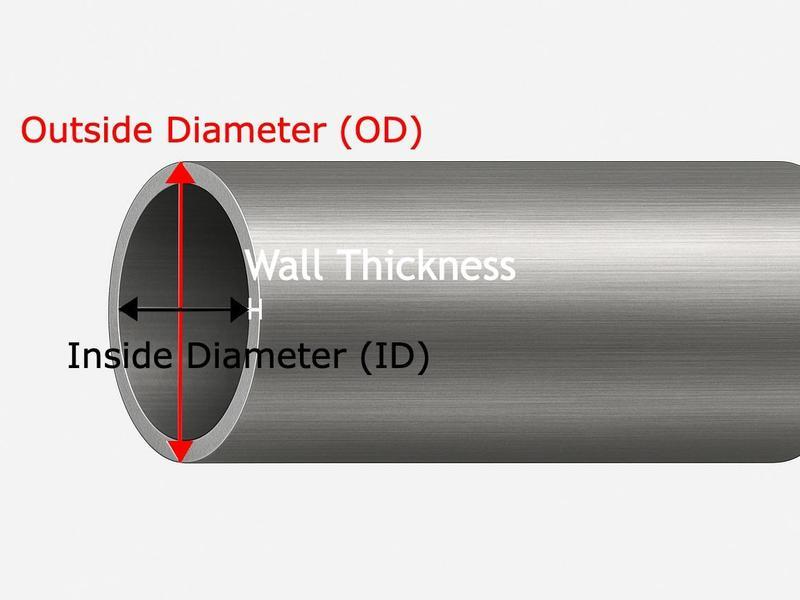 Outside Diameter (OD)
Wall Thickness
Inside Diameter (ID)